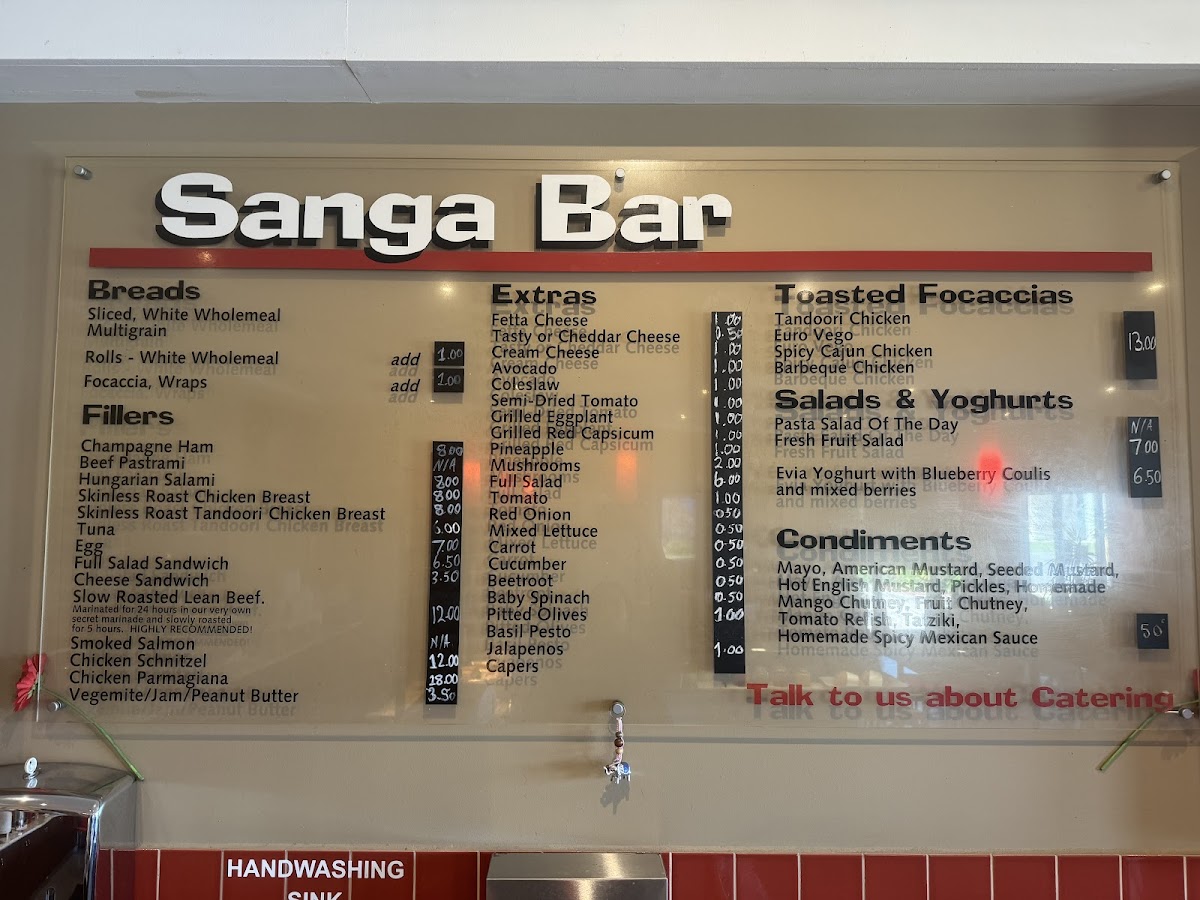 Sanga Bar
Breads
Sliced, White Wholemeal
Multigrain
Rolls - White Wholemeal add 1.00
Focaccia, Wraps add 1.00
Fillers
Champagne Ham 8.00
Beef Pastrami N/A
Hungarian Salami 8.00
Skinless Roast Chicken Breast 8.00
Skinless Roast Tandoori Chicken Breast 8.00
Tuna
Egg 7.00
Full Salad Sandwich 6.50
Cheese Sandwich 3.50
Slow Roasted Lean Beef.
Marinated for 24 hours in our very own
secret marinade and slowly roasted 12.00
for 5 hours.. HIGHLY RECOMMENDED!
Smoked Salmon N/A
Chicken Schnitzel 12.00
Chicken Parmagiana 18.00
Vegemite/Jam/Peanut Butter 3.50
Extras
Fetta Cheese 1.00
Tasty or Cheddar Cheese 0.50
Cream Cheese 1.00
Avocado 1.00
Coleslaw 1.00
Semi-Dried Tomato 1.00
Grilled Eggplant 1.00
Grilled Red Capsicum 1.00
Pineapple 1.00
Mushrooms 2.00
Full Salad 6.00
Tomato 1.00
Red Onion 0.50
Mixed Lettuce 0.50
Carrot 0.50
Cucumber 0.50
Beetroot 0.50
Baby Spinach 0.50
Pitted Olives 1.00
Basil Pesto
Jalapenos 1.00
Capers
Toasted Focaccias
Tandoori Chicken
Euro Vego 13.00
Spicy Cajun Chicken
Barbeque Chicken
Salads & Yoghurts
Pasta Salad Of The Day N/A
Fresh Fruit Salad 7.00
Evia Yoghurt with Blueberry Coulis 6.50
and mixed berries
Condiments
Mayo, American Mustard, Seeded Mustard,
Hot English Mustard, Pickles, Homemade
Mango Chutney, Fruit Chutney,
Tomato Relish, Tatziki, 50c
Homemade Spicy Mexican Sauce
Talk to us about Catering
HANDWASHING
SINK